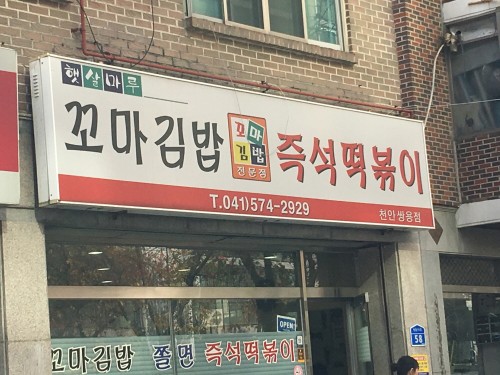 햇살마루
꼬마김밥
꼬마
김밥
전문점
즉석떡볶이
T.041)574-2929
천안쌍용점
OPEN
꼬마김밥 쫄면 즉석떡볶이
58